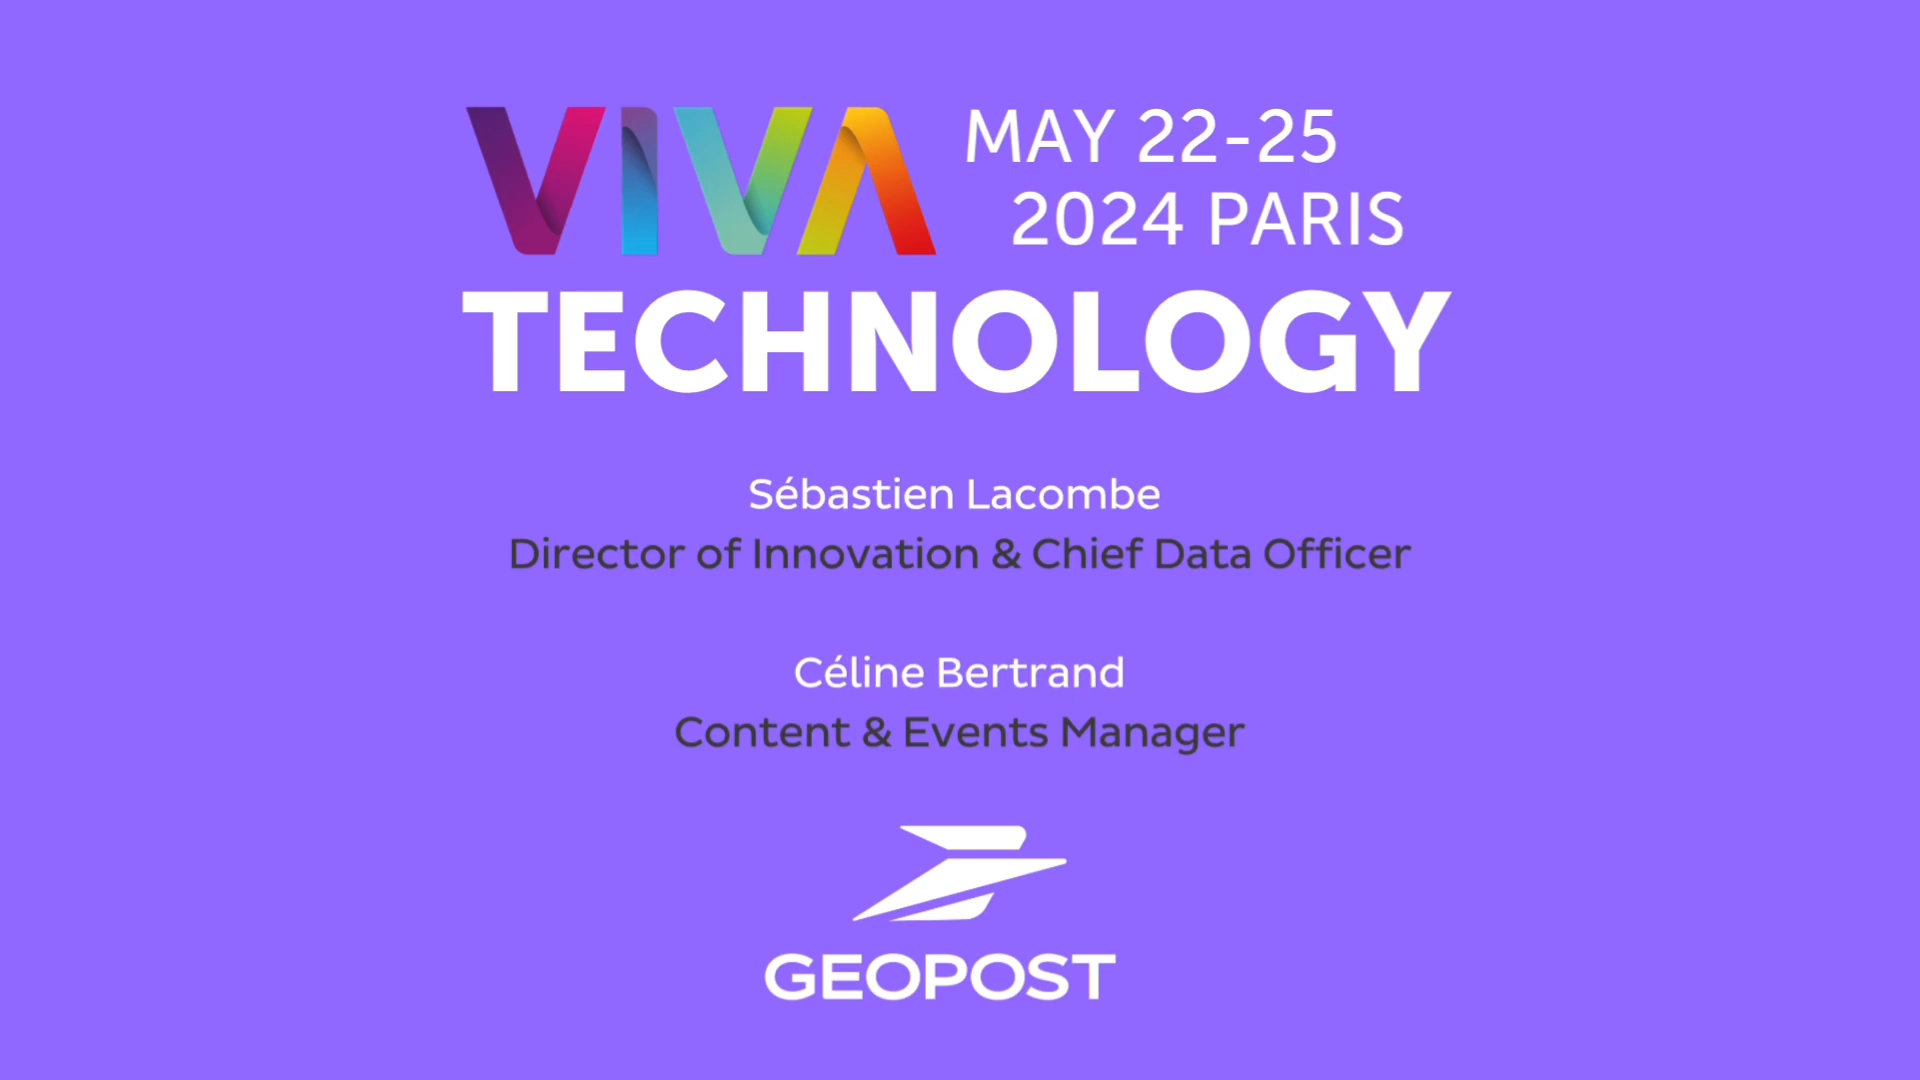 VIVA
MAY 22-25
2024 PARIS
TECHNOLOGY
Sébastien Lacombe
Director of Innovation & Chief Data Officer
Céline Bertrand
Content & Events Manager
GEOPOST